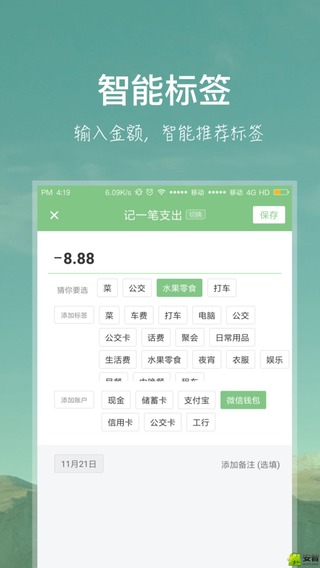 智能标签
输入金额,智能推荐标签
PM 4:19 6.09K/s 移动 移动 4G HD
× 记一笔支出 切换 保存
-8.88
猜你要选 菜 公交 水果零食 打车
添加标签 菜 车费 打车 电脑 公交
公交卡 话费 聚会 日常用品
生活费 水果零食 夜宵 衣服 娱乐
添加账户 现金 储蓄卡 支付宝 微信钱包
信用卡 公交卡 工行
11月21日 添加备注 (选填)
安智